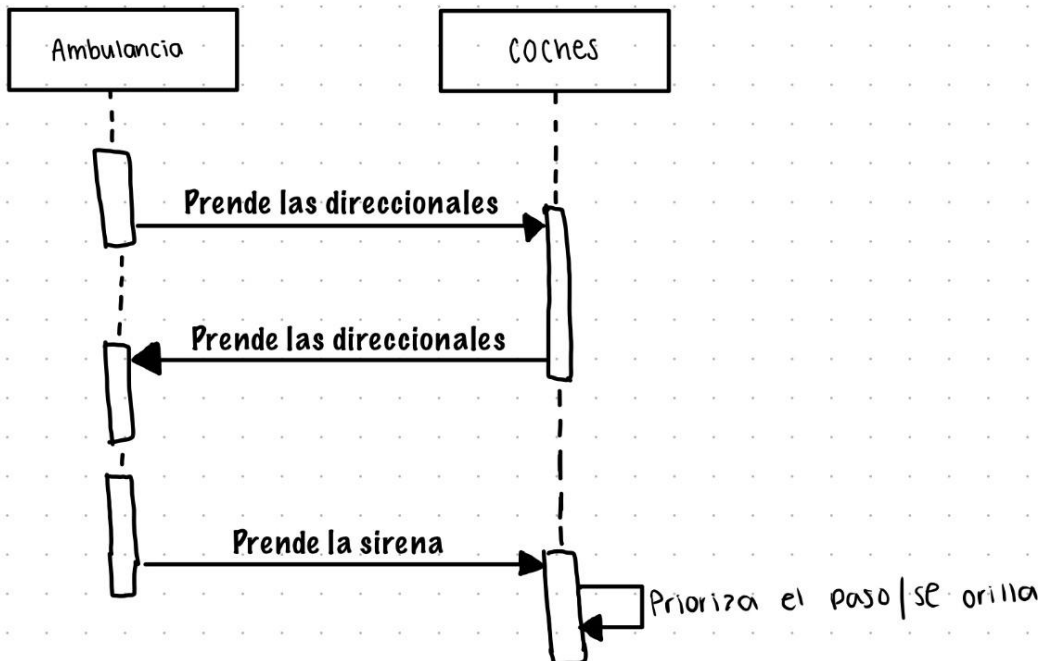 Ambulancia
Coches
Prende las direccionales
Prende las direccionales
Prende la sirena
Prioriza el paso/se orilla